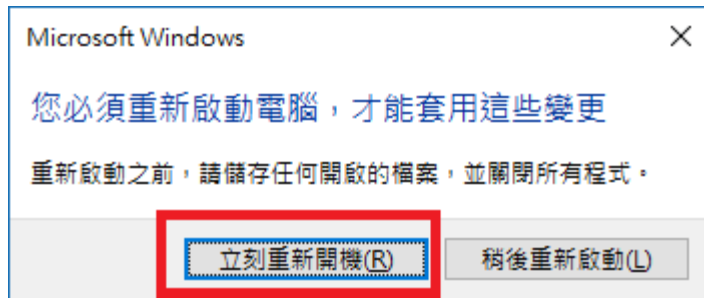 Microsoft Windows
您必須重新啟動電腦，才能套用這些變更
重新啟動之前，請儲存任何開啟的檔案，並關閉所有程式。
立刻重新開機(R)
稍後重新啟動(L)